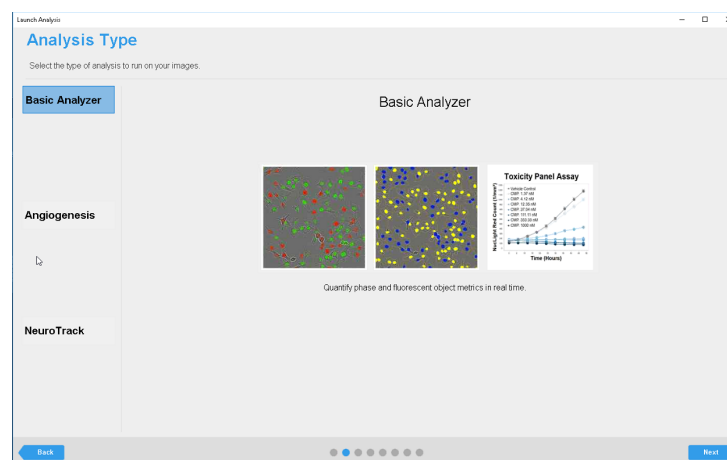 Launch Analysis
Analysis Type
Select the type of analysis to run on your images.
Basic Analyzer
Angiogenesis
NeuroTrack
Basic Analyzer
Toxicity Panel Assay
Vehicle Control
Time (Hours)
Quantify phase and fluorescent object metrics in real time.
Back
Next